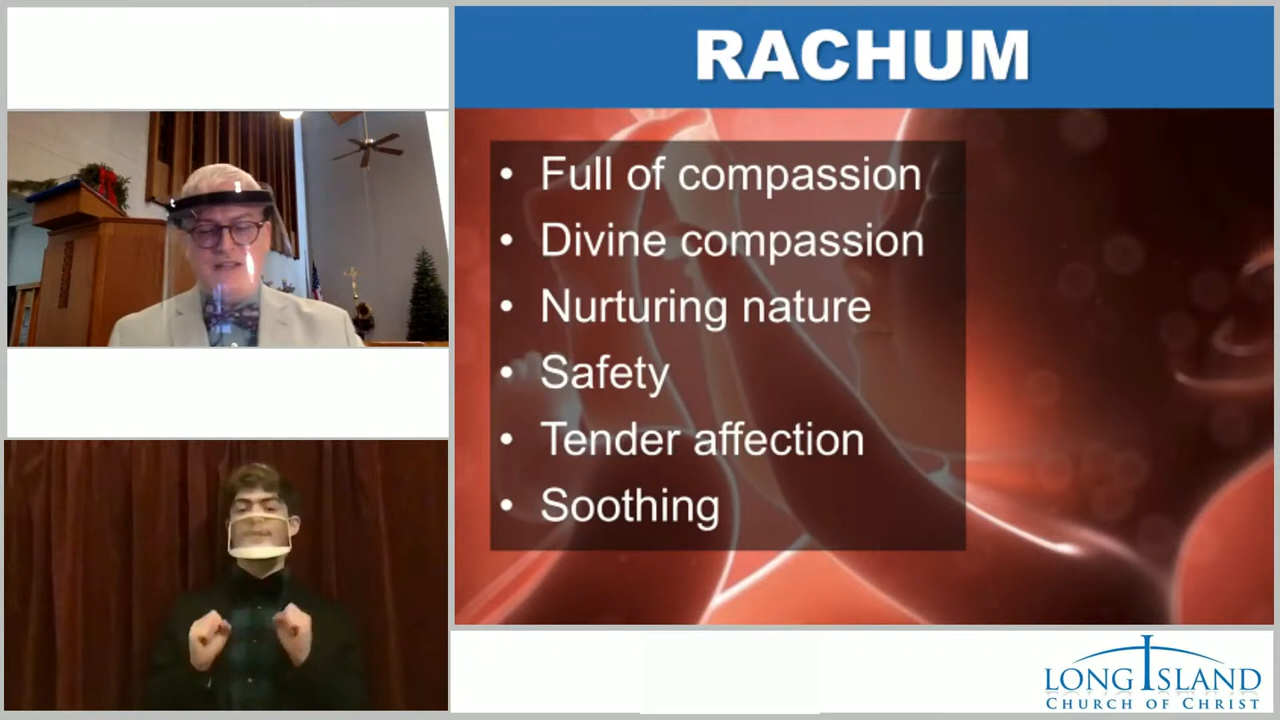 RACHUM
• Full of compassion
• Divine compassion
• Nurturing nature
• Safety
• Tender affection
• Soothing
LONG ISLAND
CHURCH OF CHRIST